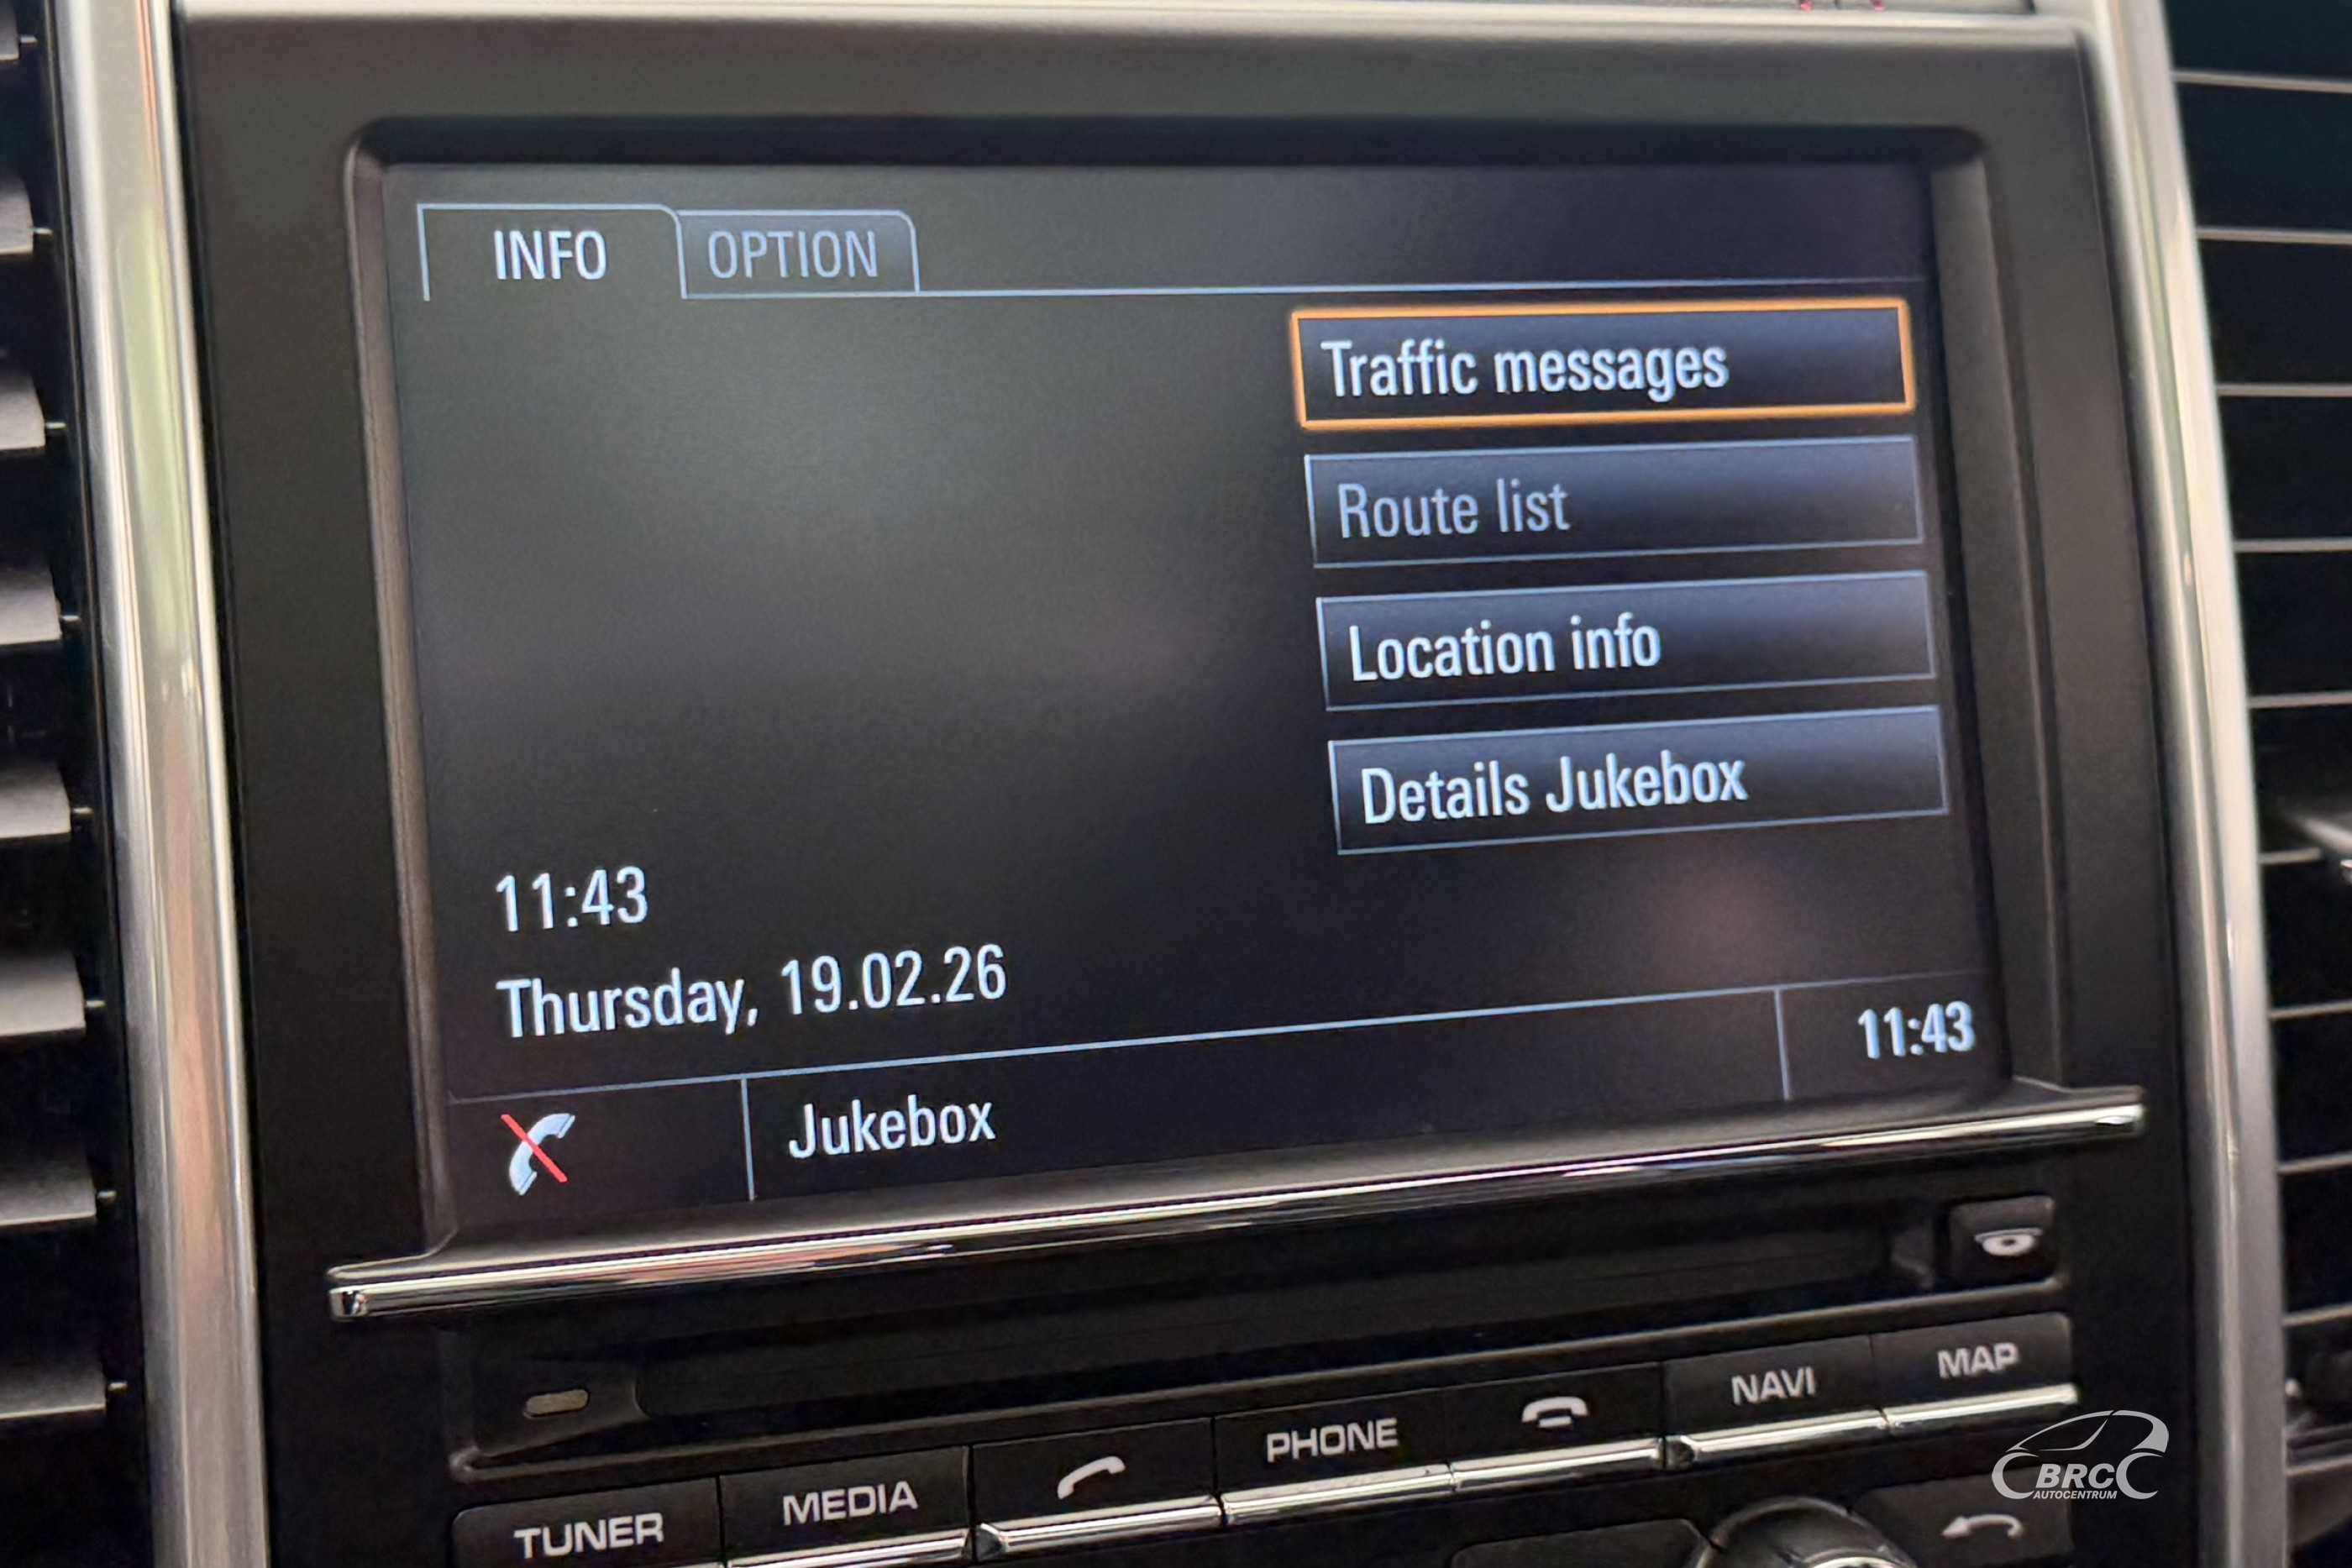 INFO OPTION
Traffic messages
Route list
Location info
Details Jukebox
11:43
Thursday, 19.02.26
Jukebox 11:43
TUNER MEDIA PHONE NAVI MAP
BRC
AUTOCENTRUM